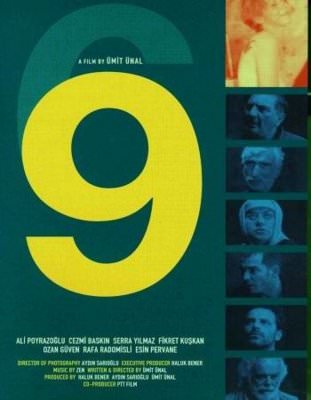 A FILM BY ÜMİT ÜNAL
9
ALİ POYRAZOĞLU CEZMİ BASKIN SERRA YILMAZ FİKRET KUŞKAN
OZAN GÜVEN RAFA RADOMİSLİ ESİN PERVANE
DIRECTOR OF PHOTOGRAPHY AYDIN SARIOĞLU EXECUTIVE PRODUCER HALUK BENER
MUSIC BY ZEN WRITTEN & DIRECTED BY ÜMİT ÜNAL
PRODUCED BY HALUK BENER AYDIN SARIOĞLU ÜMİT ÜNAL
CO-PRODUCER PTT FILM